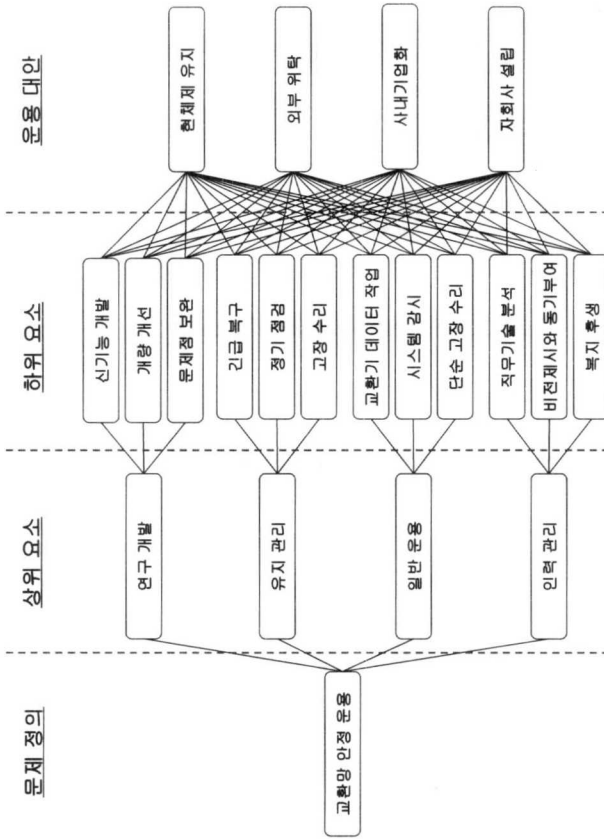 문제 정의
상위 요소
하위 요소
운용 대안
교환망 안정 운용
연구 개발
유지 관리
일반 운용
인력 관리
신기능 개발
개량 개선
문제점 보완
긴급 복구
정기 점검
고장 수리
교환기 데이터 작업
시스템 감시
단순 고장 수리
직무기술 분석
비전제시와 동기부여
복지 후생
현체제 유지
외부 위탁
사내기업화
자회사 설립